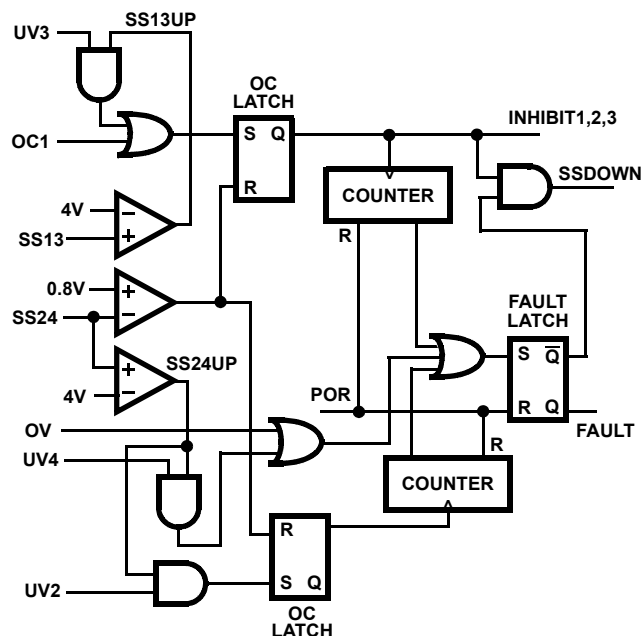 SS13UP
UV3
OC
LATCH
S Q
R
INHIBIT1,2,3
OC1
SSDOWN
COUNTER
R
4V
−
+
SS13
0.8V
+
−
SS24
FAULT
LATCH
S Q
R Q
+
−
4V
SS24UP
POR
FAULT
OV
UV4
R
COUNTER
R
S Q
UV2
OC
LATCH